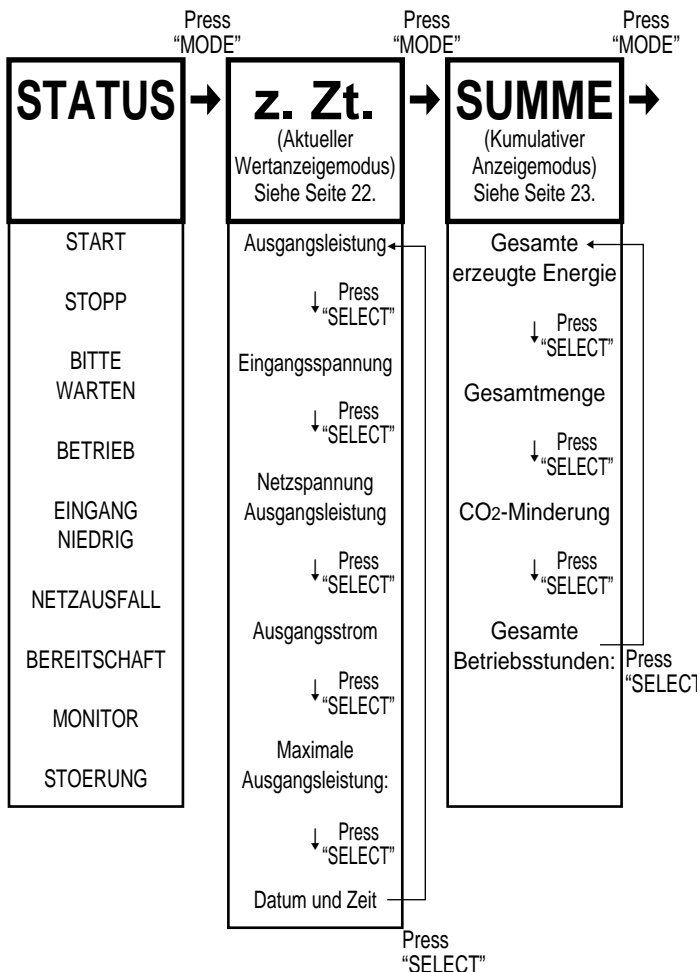 Press
“MODE”
Press
“MODE”
Press
“MODE”
STATUS
START
STOPP
BITTE
WARTEN
BETRIEB
EINGANG
NIEDRIG
NETZAUSFALL
BEREITSCHAFT
MONITOR
STOERUNG
z. Zt.
(Aktueller
Wertanzeigemodus)
Siehe Seite 22.
Ausgangsleistung
Press
“SELECT”
Eingangsspannung
Press
“SELECT”
Netzspannung
Ausgangsleistung
Press
“SELECT”
Ausgangsstrom
Press
“SELECT”
Maximale
Ausgangsleistung:
Press
“SELECT”
Datum und Zeit
Press
“SELECT”
SUMME
(Kumulativer
Anzeigemodus)
Siehe Seite 23.
Gesamte
erzeugte Energie
Press
“SELECT”
Gesamtmenge
Press
“SELECT”
CO2-Minderung
Press
“SELECT”
Gesamte
Betriebsstunden:
Press
“SELECT